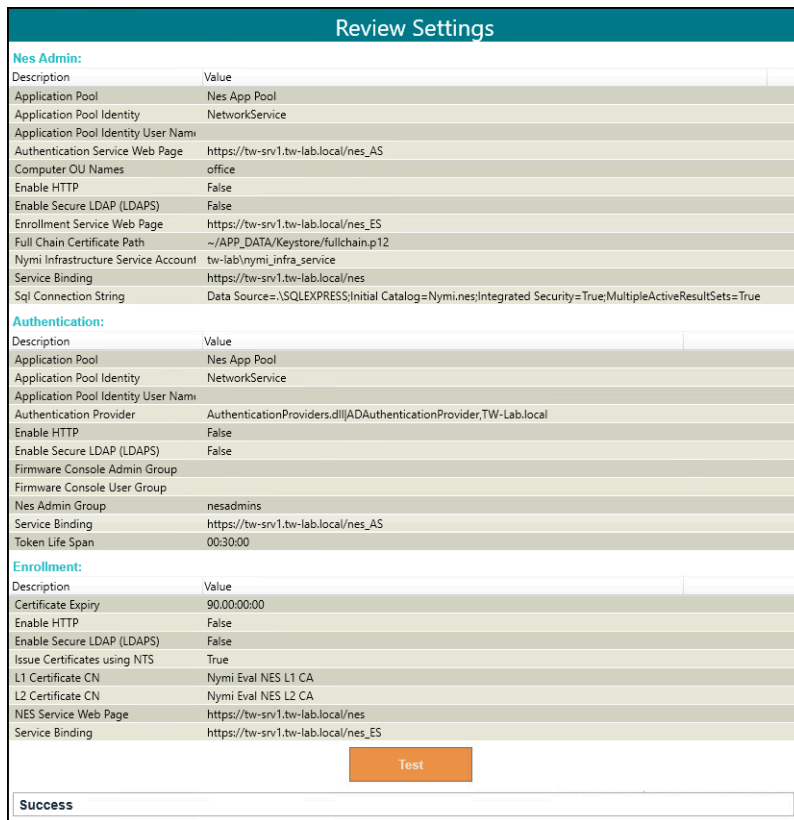 Review Settings
Nes Admin:
Description Value
Application Pool Nes App Pool
Application Pool Identity NetworkService
Application Pool Identity User Name
Authentication Service Web Page https://tw-srv1.tw-lab.local/nes_AS
Computer OU Names office
Enable HTTP False
Enable Secure LDAP (LDAPS) False
Enrollment Service Web Page https://tw-srv1.tw-lab.local/nes_ES
Full Chain Certificate Path ~/APP_DATA/Keystore/fullchain.p12
Nymi Infrastructure Service Account tw-lab\nymi_infra_service
Service Binding https://tw-srv1.tw-lab.local/nes
Sql Connection String Data Source=.\SQLEXPRESS;Initial Catalog=Nymi.nes;Integrated Security=True;MultipleActiveResultSets=True
Authentication:
Description Value
Application Pool Nes App Pool
Application Pool Identity NetworkService
Application Pool Identity User Name
Authentication Provider AuthenticationProviders.dll|ADAuthenticationProvider,TW-Lab.local
Enable HTTP False
Enable Secure LDAP (LDAPS) False
Firmware Console Admin Group
Firmware Console User Group
Nes Admin Group nesadmins
Service Binding https://tw-srv1.tw-lab.local/nes_AS
Token Life Span 00:30:00
Enrollment:
Description Value
Certificate Expiry 90.00:00:00
Enable HTTP False
Enable Secure LDAP (LDAPS) False
Issue Certificates using NTS True
L1 Certificate CN Nymi Eval NES L1 CA
L2 Certificate CN Nymi Eval NES L2 CA
NES Service Web Page https://tw-srv1.tw-lab.local/nes
Service Binding https://tw-srv1.tw-lab.local/nes_ES
Test
Success